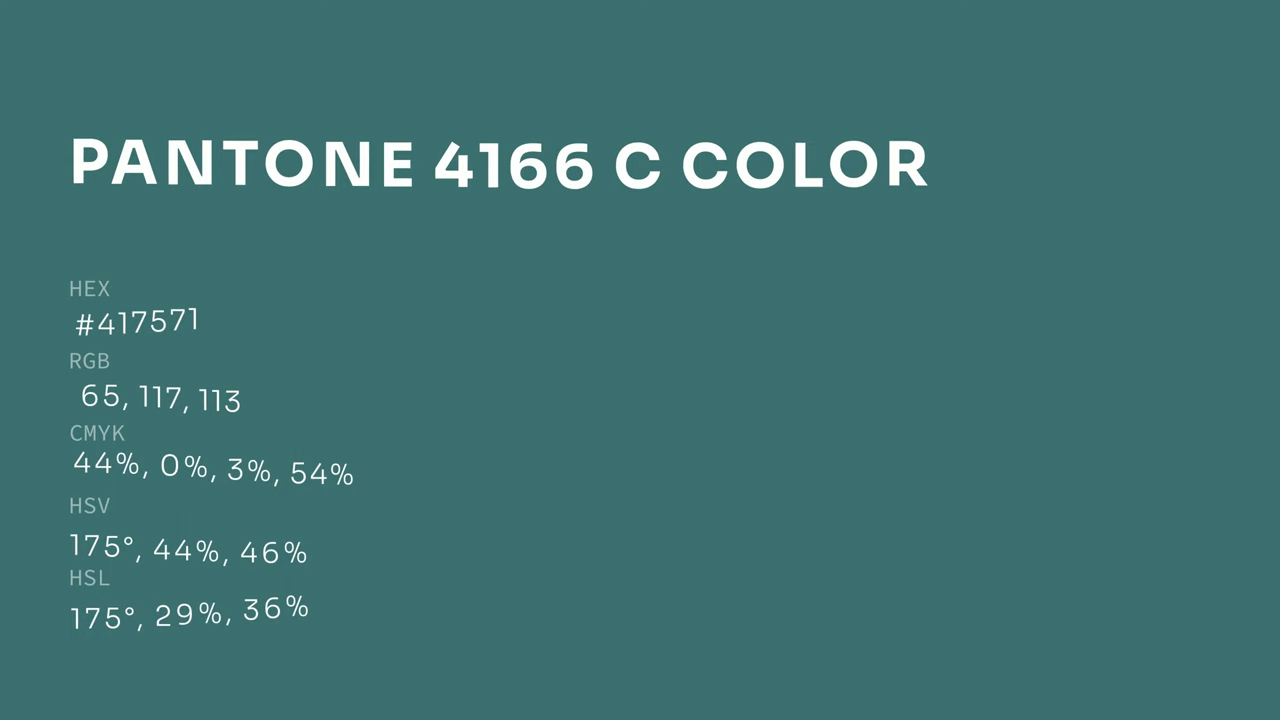 PANTONE 4166 C COLOR
HEX
#417571
RGB
65, 117, 113
CMYK
44%, 0%, 3%, 54%
HSV
175°, 44%, 46%
HSL
175°, 29%, 36%